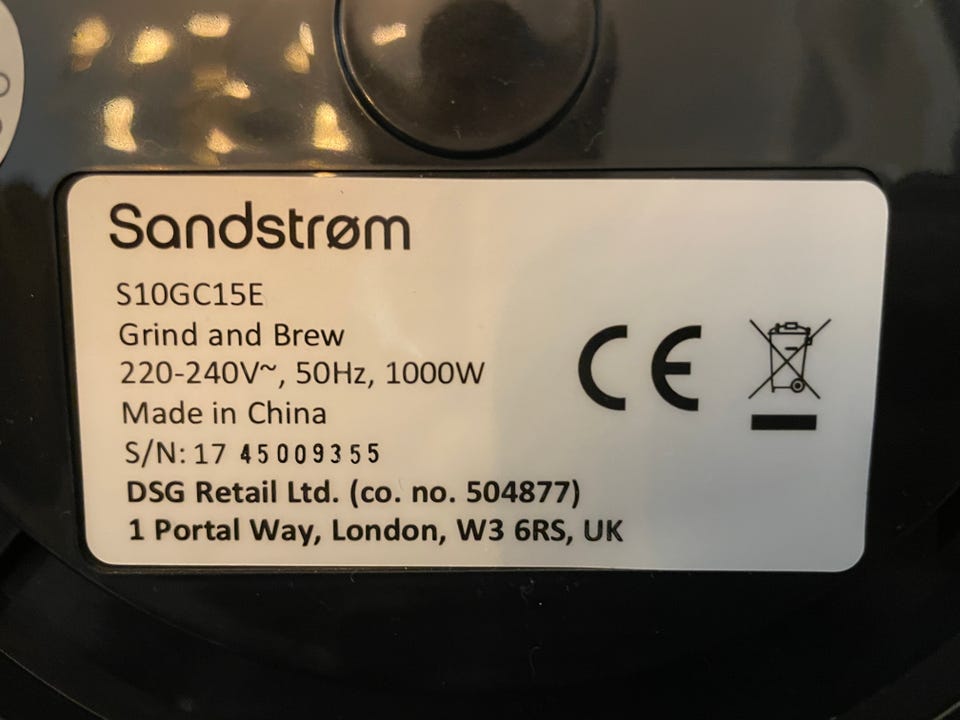 Sandstrøm
S10GC15E
Grind and Brew
220-240V~, 50Hz, 1000W
Made in China
S/N: 17 45009355
DSG Retail Ltd. (co. no. 504877)
1 Portal Way, London, W3 6RS, UK
CE